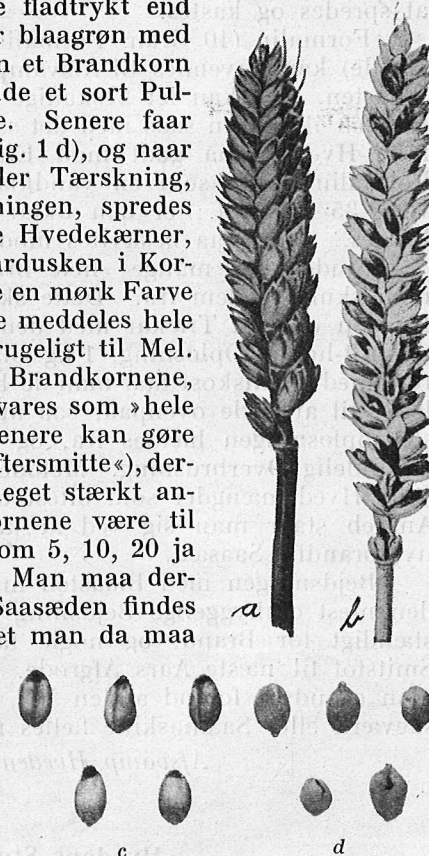 e fladtrykt end
r blaagrøn med
n et Brandkorn
de et sort Pul-
e. Senere faar
ig. 1 d), og naar
ller Tærskning,
ningen, spredes
e Hvedekærner,
ardusken i Kor-
e en mørk Farve
e meddeles hele
rugeligt til Mel.
Brandkornene,
vares som »hele
enere kan gøre
ftersmitte«), der-
neget stærkt an-
ornene være til
om 5, 10, 20 ja
Man maa der-
Saasæden findes
et man da maa
a
b
c
d